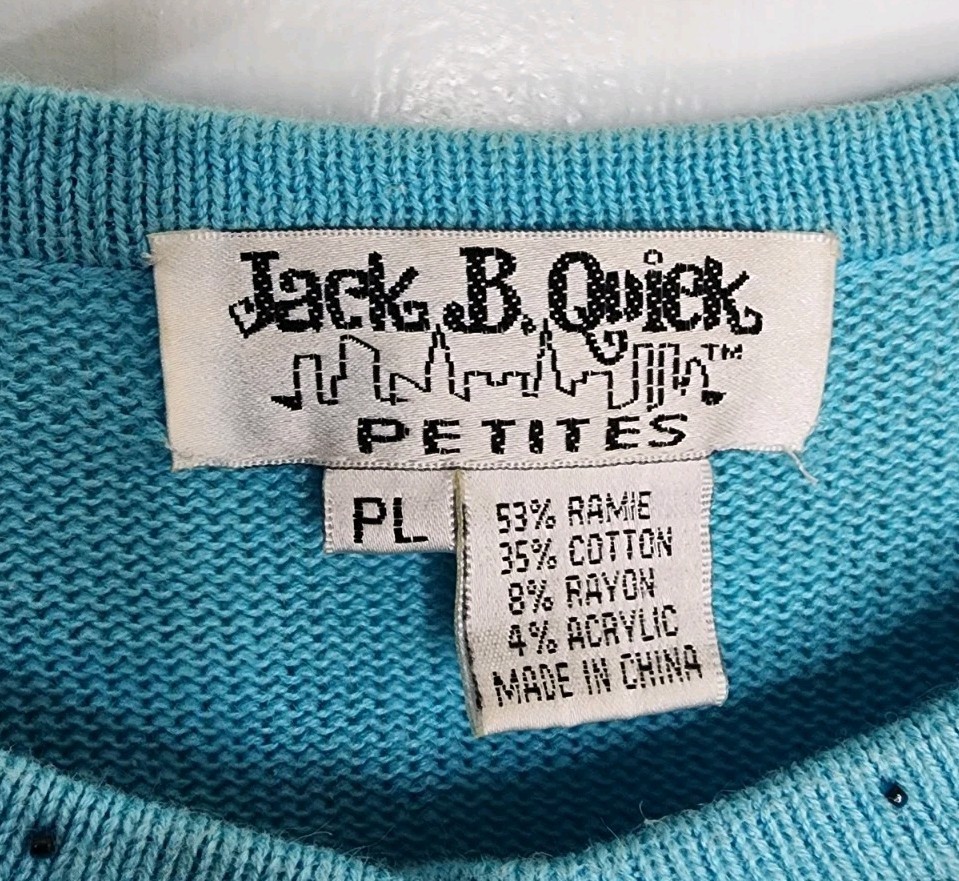 Jack B. Quick
TM
PETITES
PL
53% RAMIE
35% COTTON
8% RAYON
4% ACRYLIC
MADE IN CHINA